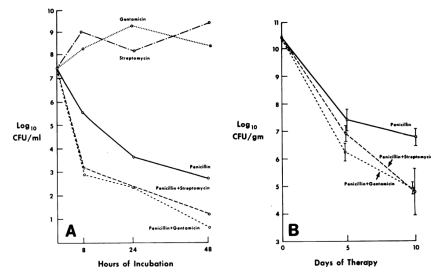 A
Log10
CFU/ml
10
9
8
7
6
5
4
3
2
1
Gentamicin
Streptomycin
Penicillin
Penicillin+Streptomycin
Penicillin+Gentamicin
8
24
48
Hours of Incubation
B
Log10
CFU/gm
11
10
9
8
7
6
5
4
3
Penicillin
Penicillin+Streptomycin
Penicillin+Gentamicin
0
5
10
Days of Therapy